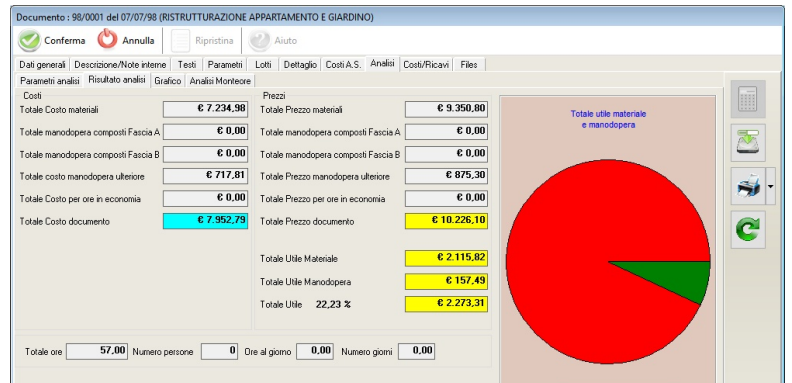 Documento : 98/0001 del 07/07/98 (RISTRUTTURAZIONE APPARTAMENTO E GIARDINO)
Conferma Annulla Ripristina Aiuto
Dati generali Descrizione/Note interne Testi Parametri Lotti Dettaglio Costi A.S. Analisi Costi/Ricavi Files
Parametri analisi Risultato analisi Grafico Analisi Monteore
Costi Prezzi
Totale Costo materiali € 7.234,98 Totale Prezzo materiali € 9.350,80
Totale manodopera composti Fascia A € 0,00 Totale manodopera composti Fascia A € 0,00
Totale manodopera composti Fascia B € 0,00 Totale manodopera composti Fascia B € 0,00
Totale costo manodopera ulteriore € 717,81 Totale Prezzo manodopera ulteriore € 875,30
Totale Costo per ore in economia € 0,00 Totale Prezzo per ore in economia € 0,00
Totale Costo documento € 7.952,79 Totale Prezzo documento € 10.226,10
Totale Utile Materiale € 2.115,82
Totale Utile Manodopera € 157,49
Totale Utile 22,23 % € 2.273,31
Totale ore 57,00 Numero persone 0 Ore al giorno 0,00 Numero giorni 0,00
Totale utile materiale
e manodopera